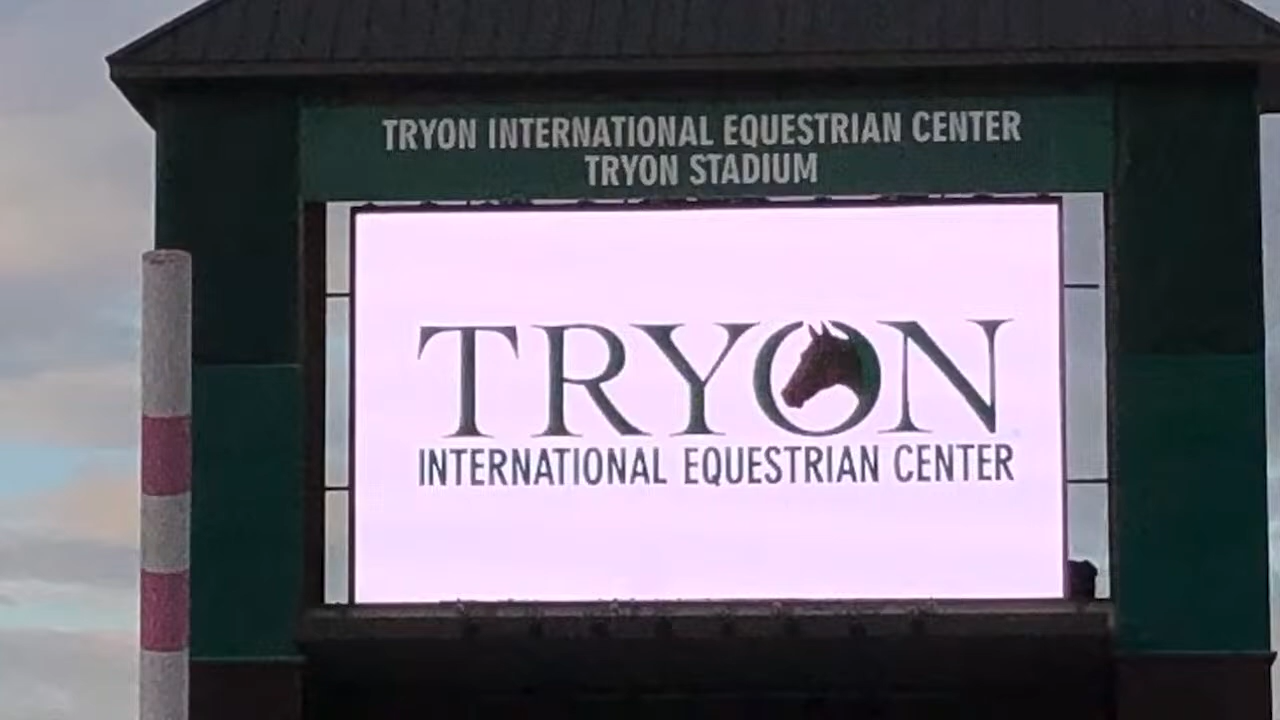 TRYON INTERNATIONAL EQUESTRIAN CENTER
TRYON STADIUM
TRYON
INTERNATIONAL EQUESTRIAN CENTER